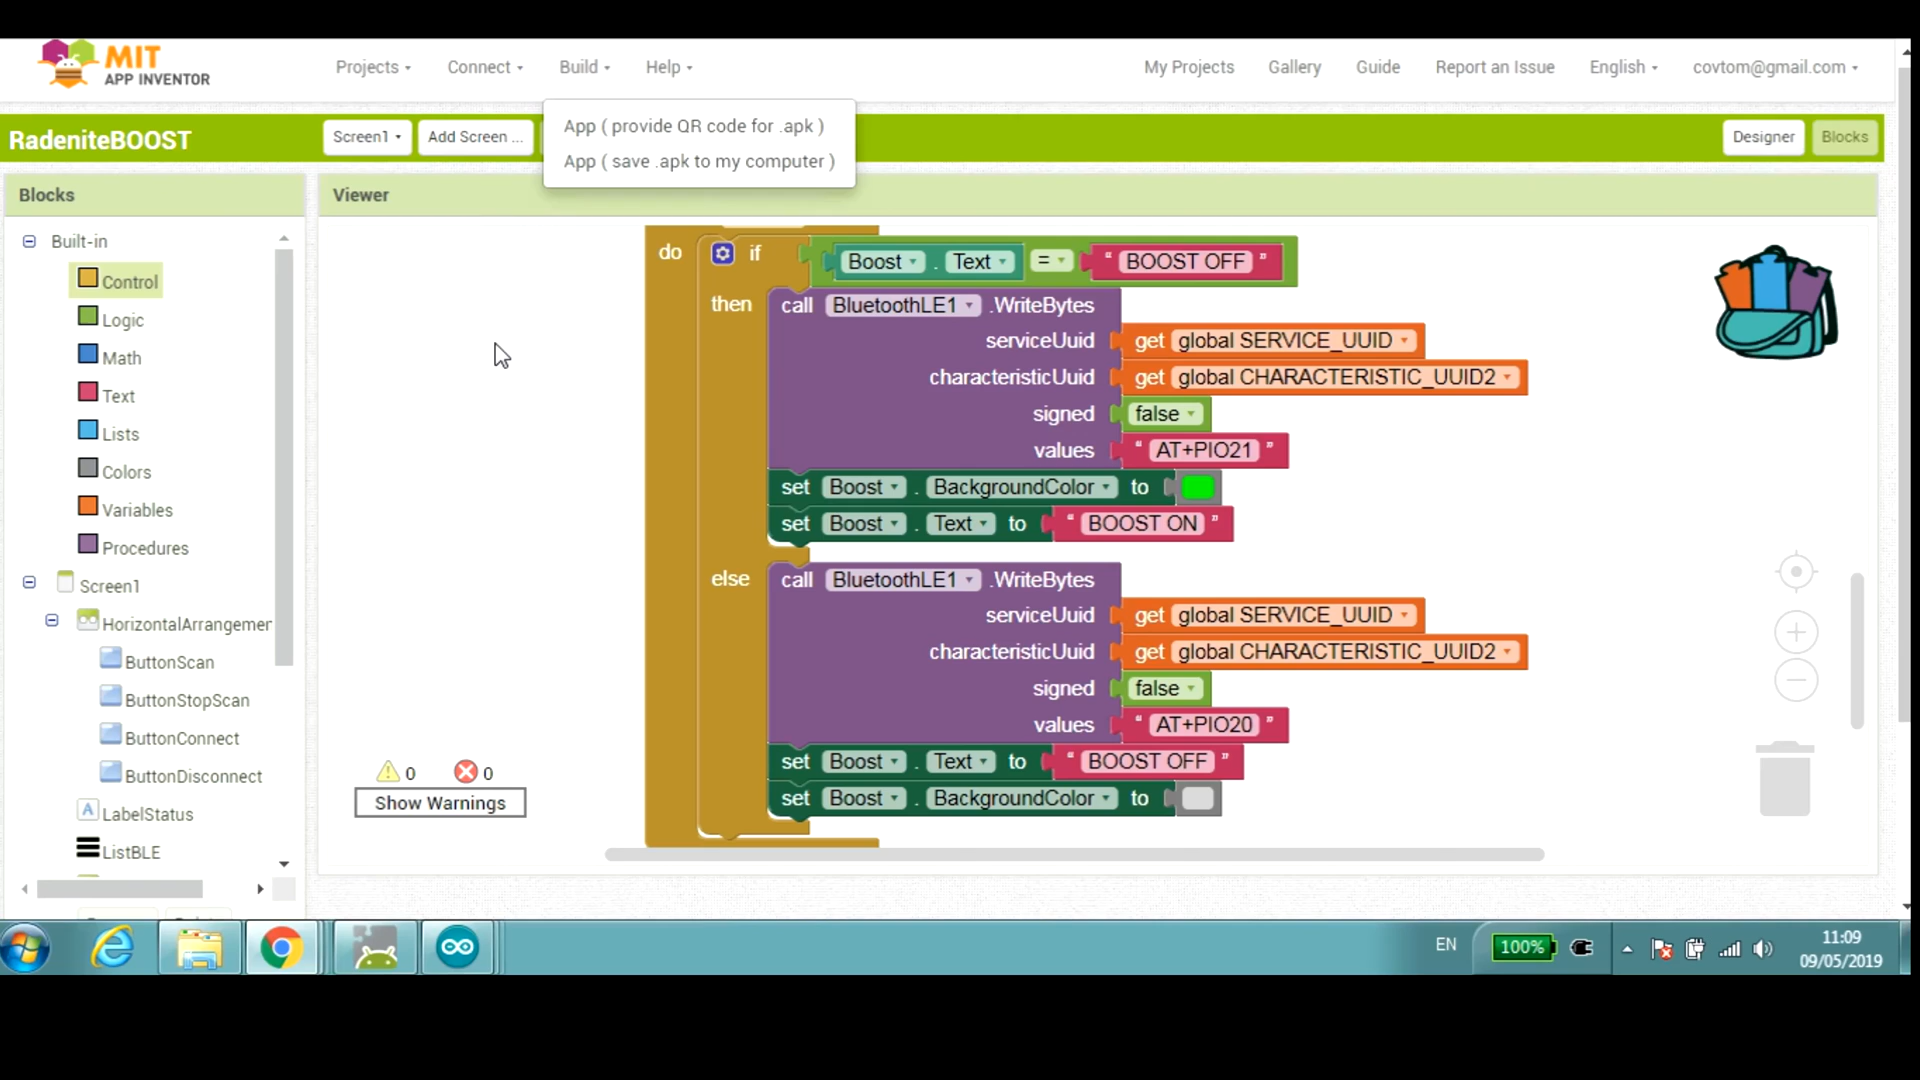 MIT
APP INVENTOR
Projects
Connect
Build
Help
My Projects
Gallery
Guide
Report an Issue
English
covtom@gmail.com
App ( provide QR code for .apk )
App ( save .apk to my computer )
RadeniteBOOST
Screen1
Add Screen ...
Designer
Blocks
Blocks
Viewer
Built-in
Control
Logic
Math
Text
Lists
Colors
Variables
Procedures
Screen1
HorizontalArrangemer
ButtonScan
ButtonStopScan
ButtonConnect
ButtonDisconnect
LabelStatus
ListBLE
do if Boost . Text = " BOOST OFF "
then call BluetoothLE1 .WriteBytes
serviceUuid get global SERVICE_UUID
characteristicUuid get global CHARACTERISTIC_UUID2
signed false
values " AT+PIO21 "
set Boost . BackgroundColor to
set Boost . Text to " BOOST ON "
else call BluetoothLE1 .WriteBytes
serviceUuid get global SERVICE_UUID
characteristicUuid get global CHARACTERISTIC_UUID2
signed false
values " AT+PIO20 "
set Boost . Text to " BOOST OFF "
set Boost . BackgroundColor to
0 0
Show Warnings
EN
100%
11:09
09/05/2019